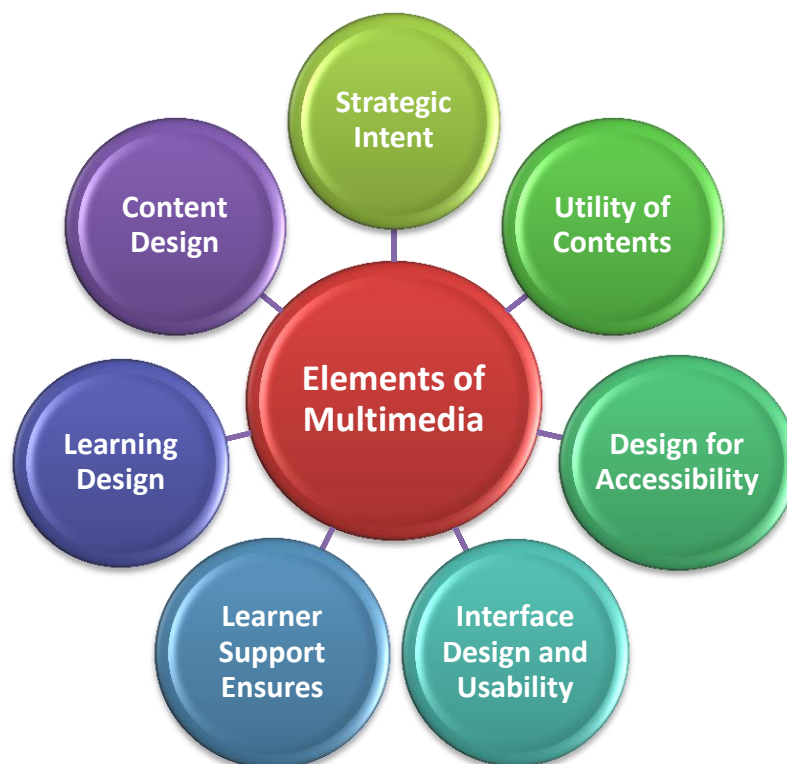 Strategic
Intent
Utility of
Contents
Design for
Accessibility
Interface
Design and
Usability
Learner
Support
Ensures
Learning
Design
Content
Design
Elements of
Multimedia